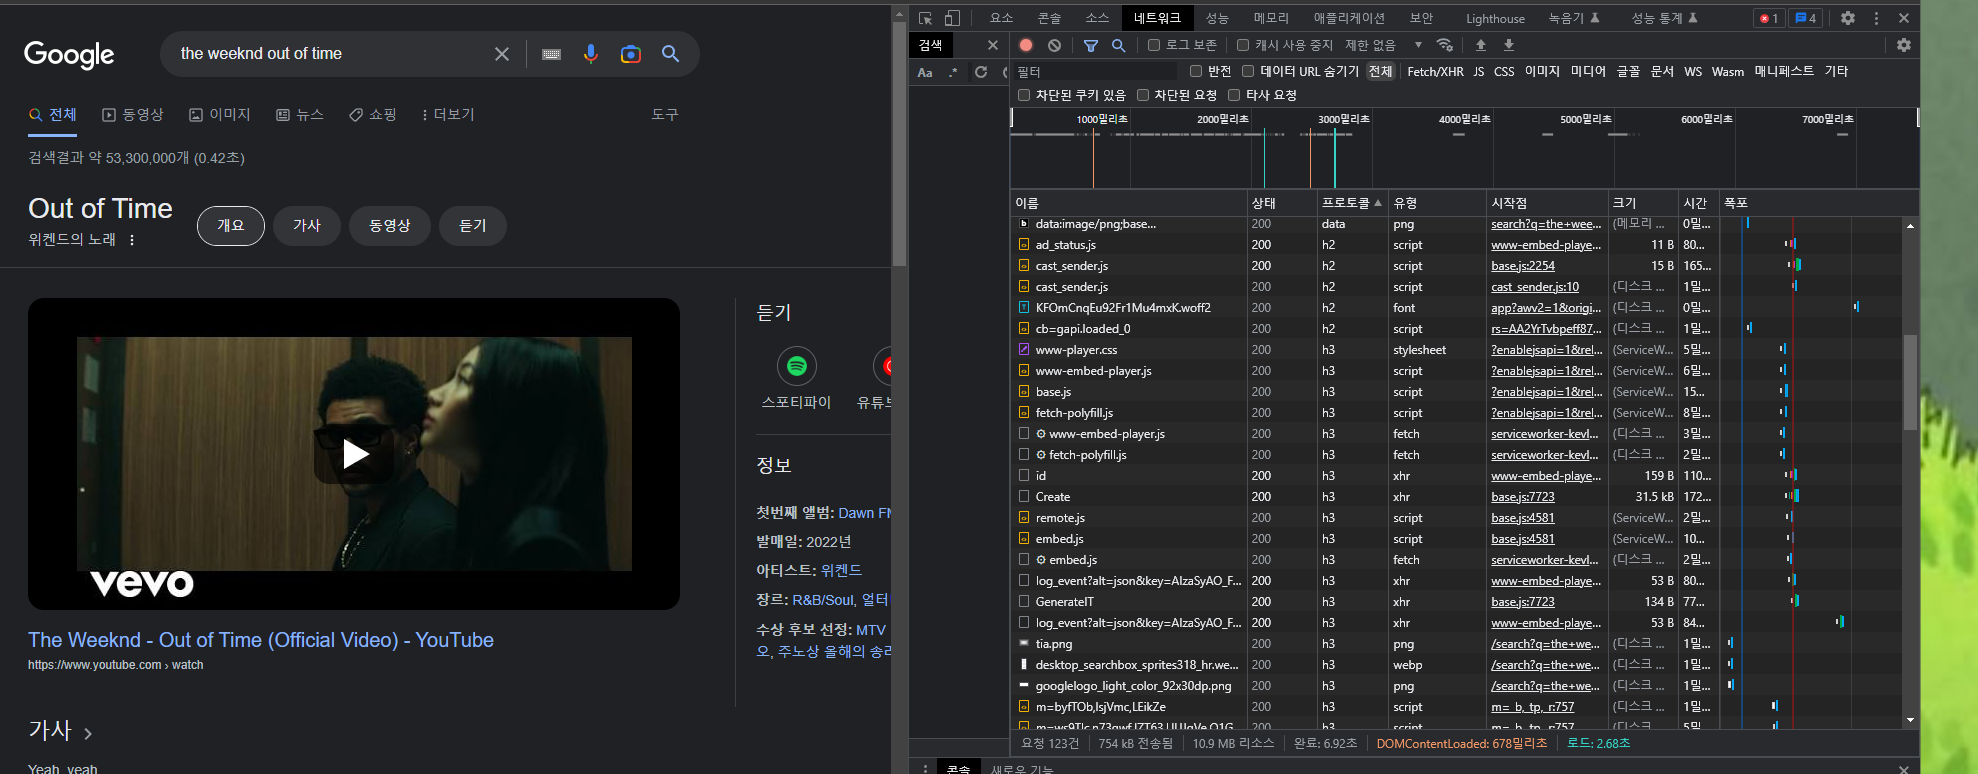 Google
the weeknd out of time
전체 동영상 이미지 뉴스 쇼핑 더보기 도구
검색결과 약 53,300,000개 (0.42초)
Out of Time
위켄드의 노래
개요 가사 동영상 듣기
vevo
The Weeknd - Out of Time (Official Video) - YouTube
https://www.youtube.com › watch
가사
Yeah, yeah
듣기
스포티파이
정보
첫번째 앨범: Dawn FM
발매일: 2022년
아티스트: 위켄드
장르: R&B/Soul, 얼터
수상 후보 선정: MTV
오, 주노상 올해의 송라
요소 콘솔 소스 네트워크 성능 메모리 애플리케이션 보안 Lighthouse 녹음기 성능 통계 1 4
검색
Aa .*
로그 보존 캐시 사용 중지 제한 없음
필터 반전 데이터 URL 숨기기 전체 Fetch/XHR JS CSS 이미지 미디어 글꼴 문서 WS Wasm 매니페스트 기타
차단된 쿠키 있음 차단된 요청 타사 요청
1000밀리초 2000밀리초 3000밀리초 4000밀리초 5000밀리초 6000밀리초 7000밀리초
이름 상태 프로토콜 유형 시작점 크기 시간 폭포
data:image/png;base... 200 data png search?q=the+wee... (메모리 0밀...
ad_status.js 200 h2 script www-embed-playe... 11 B 80...
cast_sender.js 200 h2 script base.js:2254 15 B 165...
cast_sender.js 200 h2 script cast_sender.js:10 (디스크 ... 1밀...
KFOmCnqEu92Fr1Mu4mxK.woff2 200 h2 font app?awv2=1&origi... (디스크 ... 0밀...
cb=gapi.loaded_0 200 h2 script rs=AA2YrTvbpeff87... (디스크 ... 1밀...
www-player.css 200 h3 stylesheet ?enablejsapi=1&rel... (ServiceW... 5밀...
www-embed-player.js 200 h3 script ?enablejsapi=1&rel... (ServiceW... 6밀...
base.js 200 h3 script ?enablejsapi=1&rel... (ServiceW... 15...
fetch-polyfill.js 200 h3 script ?enablejsapi=1&rel... (ServiceW... 8밀...
www-embed-player.js 200 h3 fetch serviceworker-kevl... (디스크 ... 3밀...
fetch-polyfill.js 200 h3 fetch serviceworker-kevl... (디스크 ... 2밀...
id 200 h3 xhr www-embed-playe... 159 B 110...
Create 200 h3 xhr base.js:7723 31.5 kB 172...
remote.js 200 h3 script base.js:4581 (ServiceW... 2밀...
embed.js 200 h3 script base.js:4581 (ServiceW... 10...
embed.js 200 h3 fetch serviceworker-kevl... (디스크 ... 2밀...
log_event?alt=json&key=AIzaSyAO_F... 200 h3 xhr www-embed-playe... 53 B 80...
GenerateIT 200 h3 xhr base.js:7723 134 B 77...
log_event?alt=json&key=AIzaSyAO_F... 200 h3 xhr www-embed-playe... 53 B 84...
tia.png 200 h3 png /search?q=the+we... (디스크 ... 1밀...
desktop_searchbox_sprites318_hr.we... 200 h3 webp /search?q=the+we... (디스크 ... 1밀...
googlelogo_light_color_92x30dp.png 200 h3 png /search?q=the+we... (디스크 ... 1밀...
m=byfTOb,lsjVmc,LEikZe 200 h3 script m=_b,_tp,_r:757 (디스크 ... 1밀...
200 h3 script m=_b,_tp,_r:757 (디스크 ... 5밀...
요청 123건 754 kB 전송됨 10.9 MB 리소스 완료: 6.92초 DOMContentLoaded: 678밀리초 로드: 2.68초
콘솔 새로운 기능